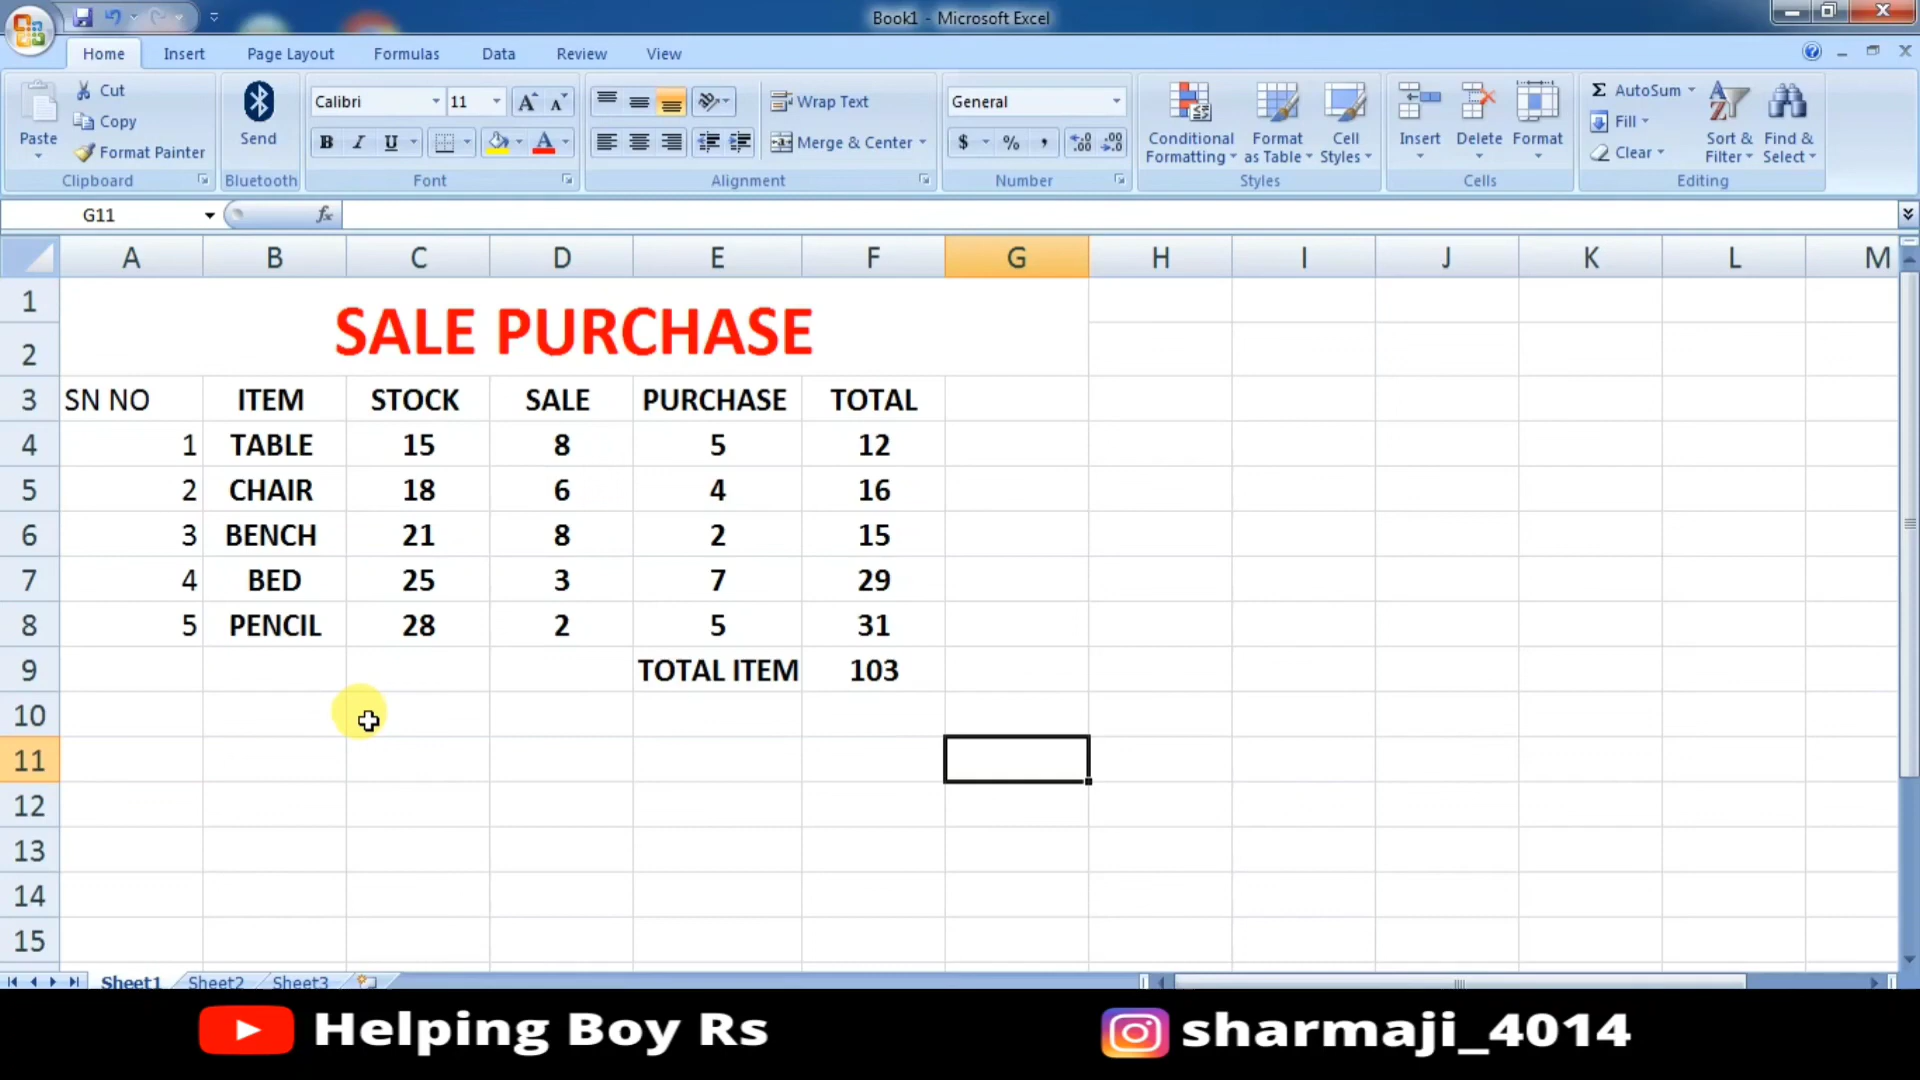 Book1 - Microsoft Excel
Home Insert Page Layout Formulas Data Review View
Paste
Cut
Copy
Format Painter
Clipboard
Send
Bluetooth
Calibri 11 A A
B I U A
Font
Wrap Text
Merge & Center
Alignment
General
$ % , .0 .00 .00 .0
Number
Conditional Formatting
Format as Table
Cell Styles
Styles
Insert Delete Format
Cells
Σ AutoSum
Fill
Clear
Sort & Filter
Find & Select
Editing
G11 fx
A B C D E F G H I J K L M
1 SALE PURCHASE
2
3 SN NO ITEM STOCK SALE PURCHASE TOTAL
4 1 TABLE 15 8 5 12
5 2 CHAIR 18 6 4 16
6 3 BENCH 21 8 2 15
7 4 BED 25 3 7 29
8 5 PENCIL 28 2 5 31
9 TOTAL ITEM 103
10
11
12
13
14
15
Sheet1 Sheet2 Sheet3
Helping Boy Rs sharmaji_4014